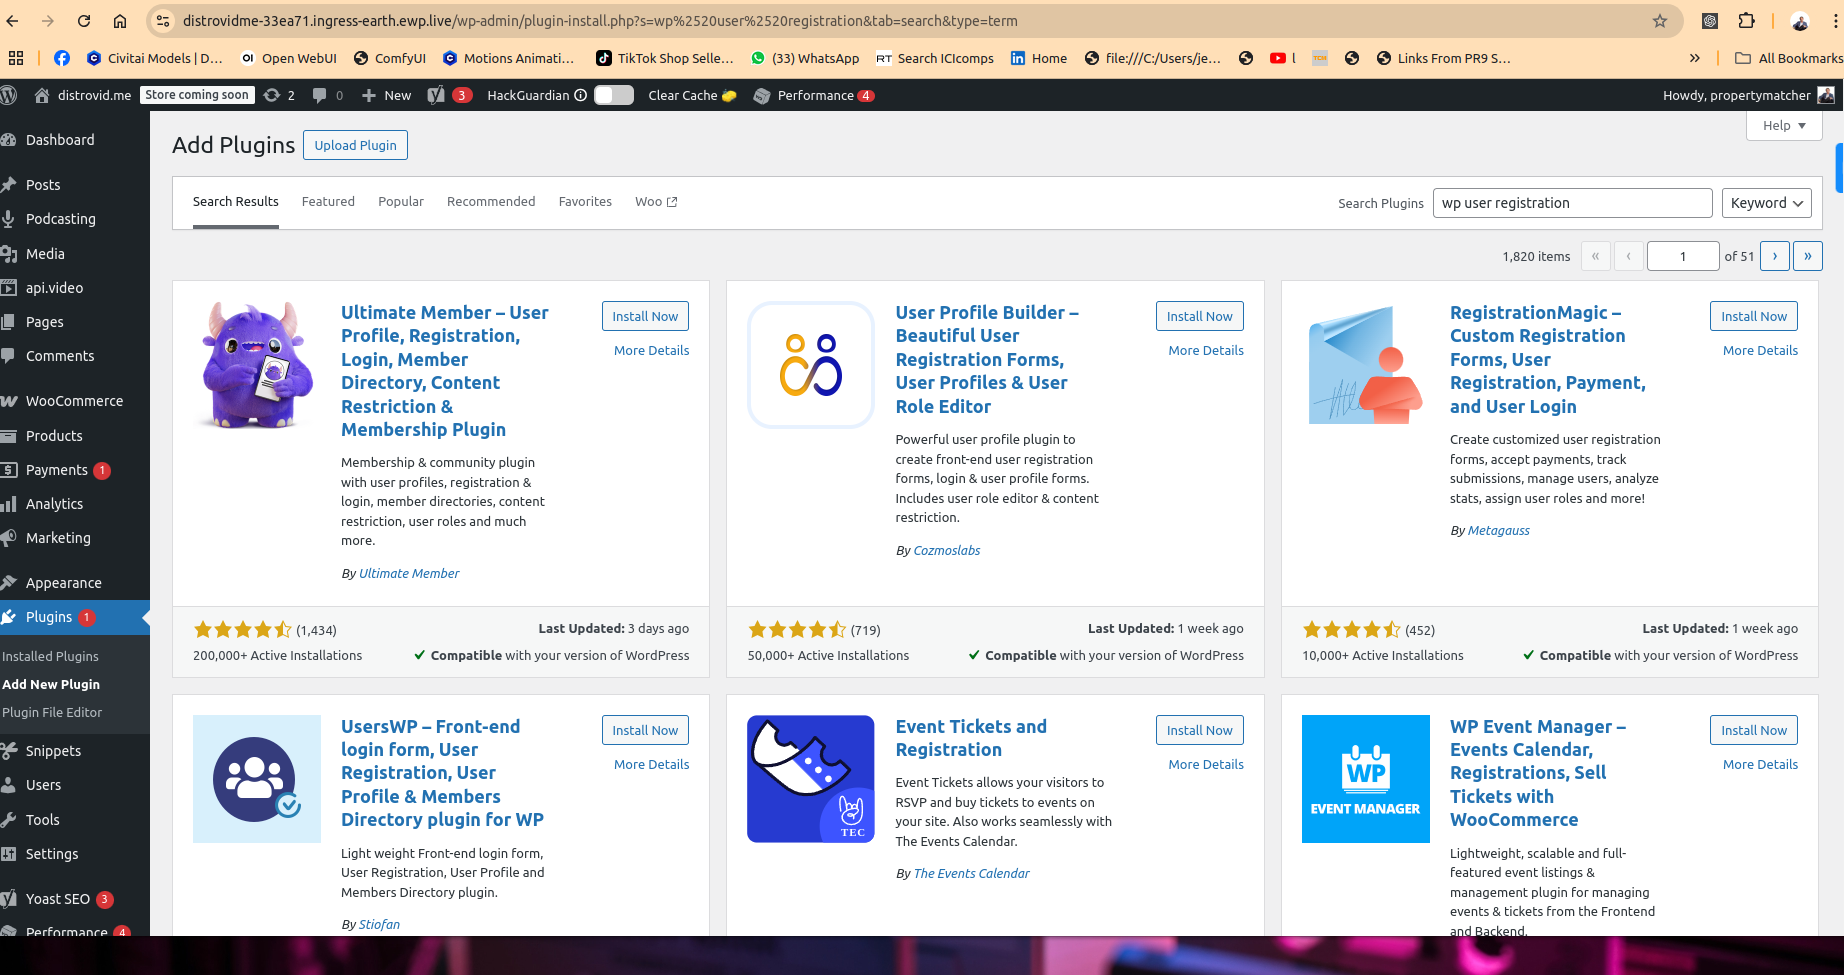 distrovidme-33ea71.ingress-earth.ewp.live/wp-admin/plugin-install.php?s=wp%2520user%2520registration&tab=search&type=term
Civitai Models | D...
OI Open WebUI
ComfyUI
Motions Animati...
TikTok Shop Selle...
(33) WhatsApp
RT Search ICIcomps
Home
file:///C:/Users/je...
l
Links From PR9 S...
»
All Bookmarks
distrovid.me
Store coming soon
2
0
New
3
HackGuardian
Clear Cache
Performance 4
Howdy, propertymatcher
Dashboard
Posts
Podcasting
Media
api.video
Pages
Comments
WooCommerce
Products
Payments 1
Analytics
Marketing
Appearance
Plugins 1
Installed Plugins
Add New Plugin
Plugin File Editor
Snippets
Users
Tools
Settings
Yoast SEO 3
Performance 4
Add Plugins
Upload Plugin
Help
Search Results
Featured
Popular
Recommended
Favorites
Woo
Search Plugins
wp user registration
Keyword
1,820 items
«
‹
1
of 51
›
»
Ultimate Member – User
Profile, Registration,
Login, Member
Directory, Content
Restriction &
Membership Plugin
Install Now
More Details
Membership & community plugin
with user profiles, registration &
login, member directories, content
restriction, user roles and much
more.
By Ultimate Member
(1,434)
Last Updated: 3 days ago
200,000+ Active Installations
Compatible with your version of WordPress
User Profile Builder –
Beautiful User
Registration Forms,
User Profiles & User
Role Editor
Install Now
More Details
Powerful user profile plugin to
create front-end user registration
forms, login & user profile forms.
Includes user role editor & content
restriction.
By Cozmoslabs
(719)
Last Updated: 1 week ago
50,000+ Active Installations
Compatible with your version of WordPress
RegistrationMagic –
Custom Registration
Forms, User
Registration, Payment,
and User Login
Install Now
More Details
Create customized user registration
forms, accept payments, track
submissions, manage users, analyze
stats, assign user roles and more!
By Metagauss
(452)
Last Updated: 1 week ago
10,000+ Active Installations
Compatible with your version of WordPress
UsersWP – Front-end
login form, User
Registration, User
Profile & Members
Directory plugin for WP
Install Now
More Details
Light weight Front-end login form,
User Registration, User Profile and
Members Directory plugin.
By Stiofan
TEC
Event Tickets and
Registration
Install Now
More Details
Event Tickets allows your visitors to
RSVP and buy tickets to events on
your site. Also works seamlessly with
The Events Calendar.
By The Events Calendar
WP
EVENT MANAGER
WP Event Manager –
Events Calendar,
Registrations, Sell
Tickets with
WooCommerce
Install Now
More Details
Lightweight, scalable and full-
featured event listings &
management plugin for managing
events & tickets from the Frontend
and Backend.